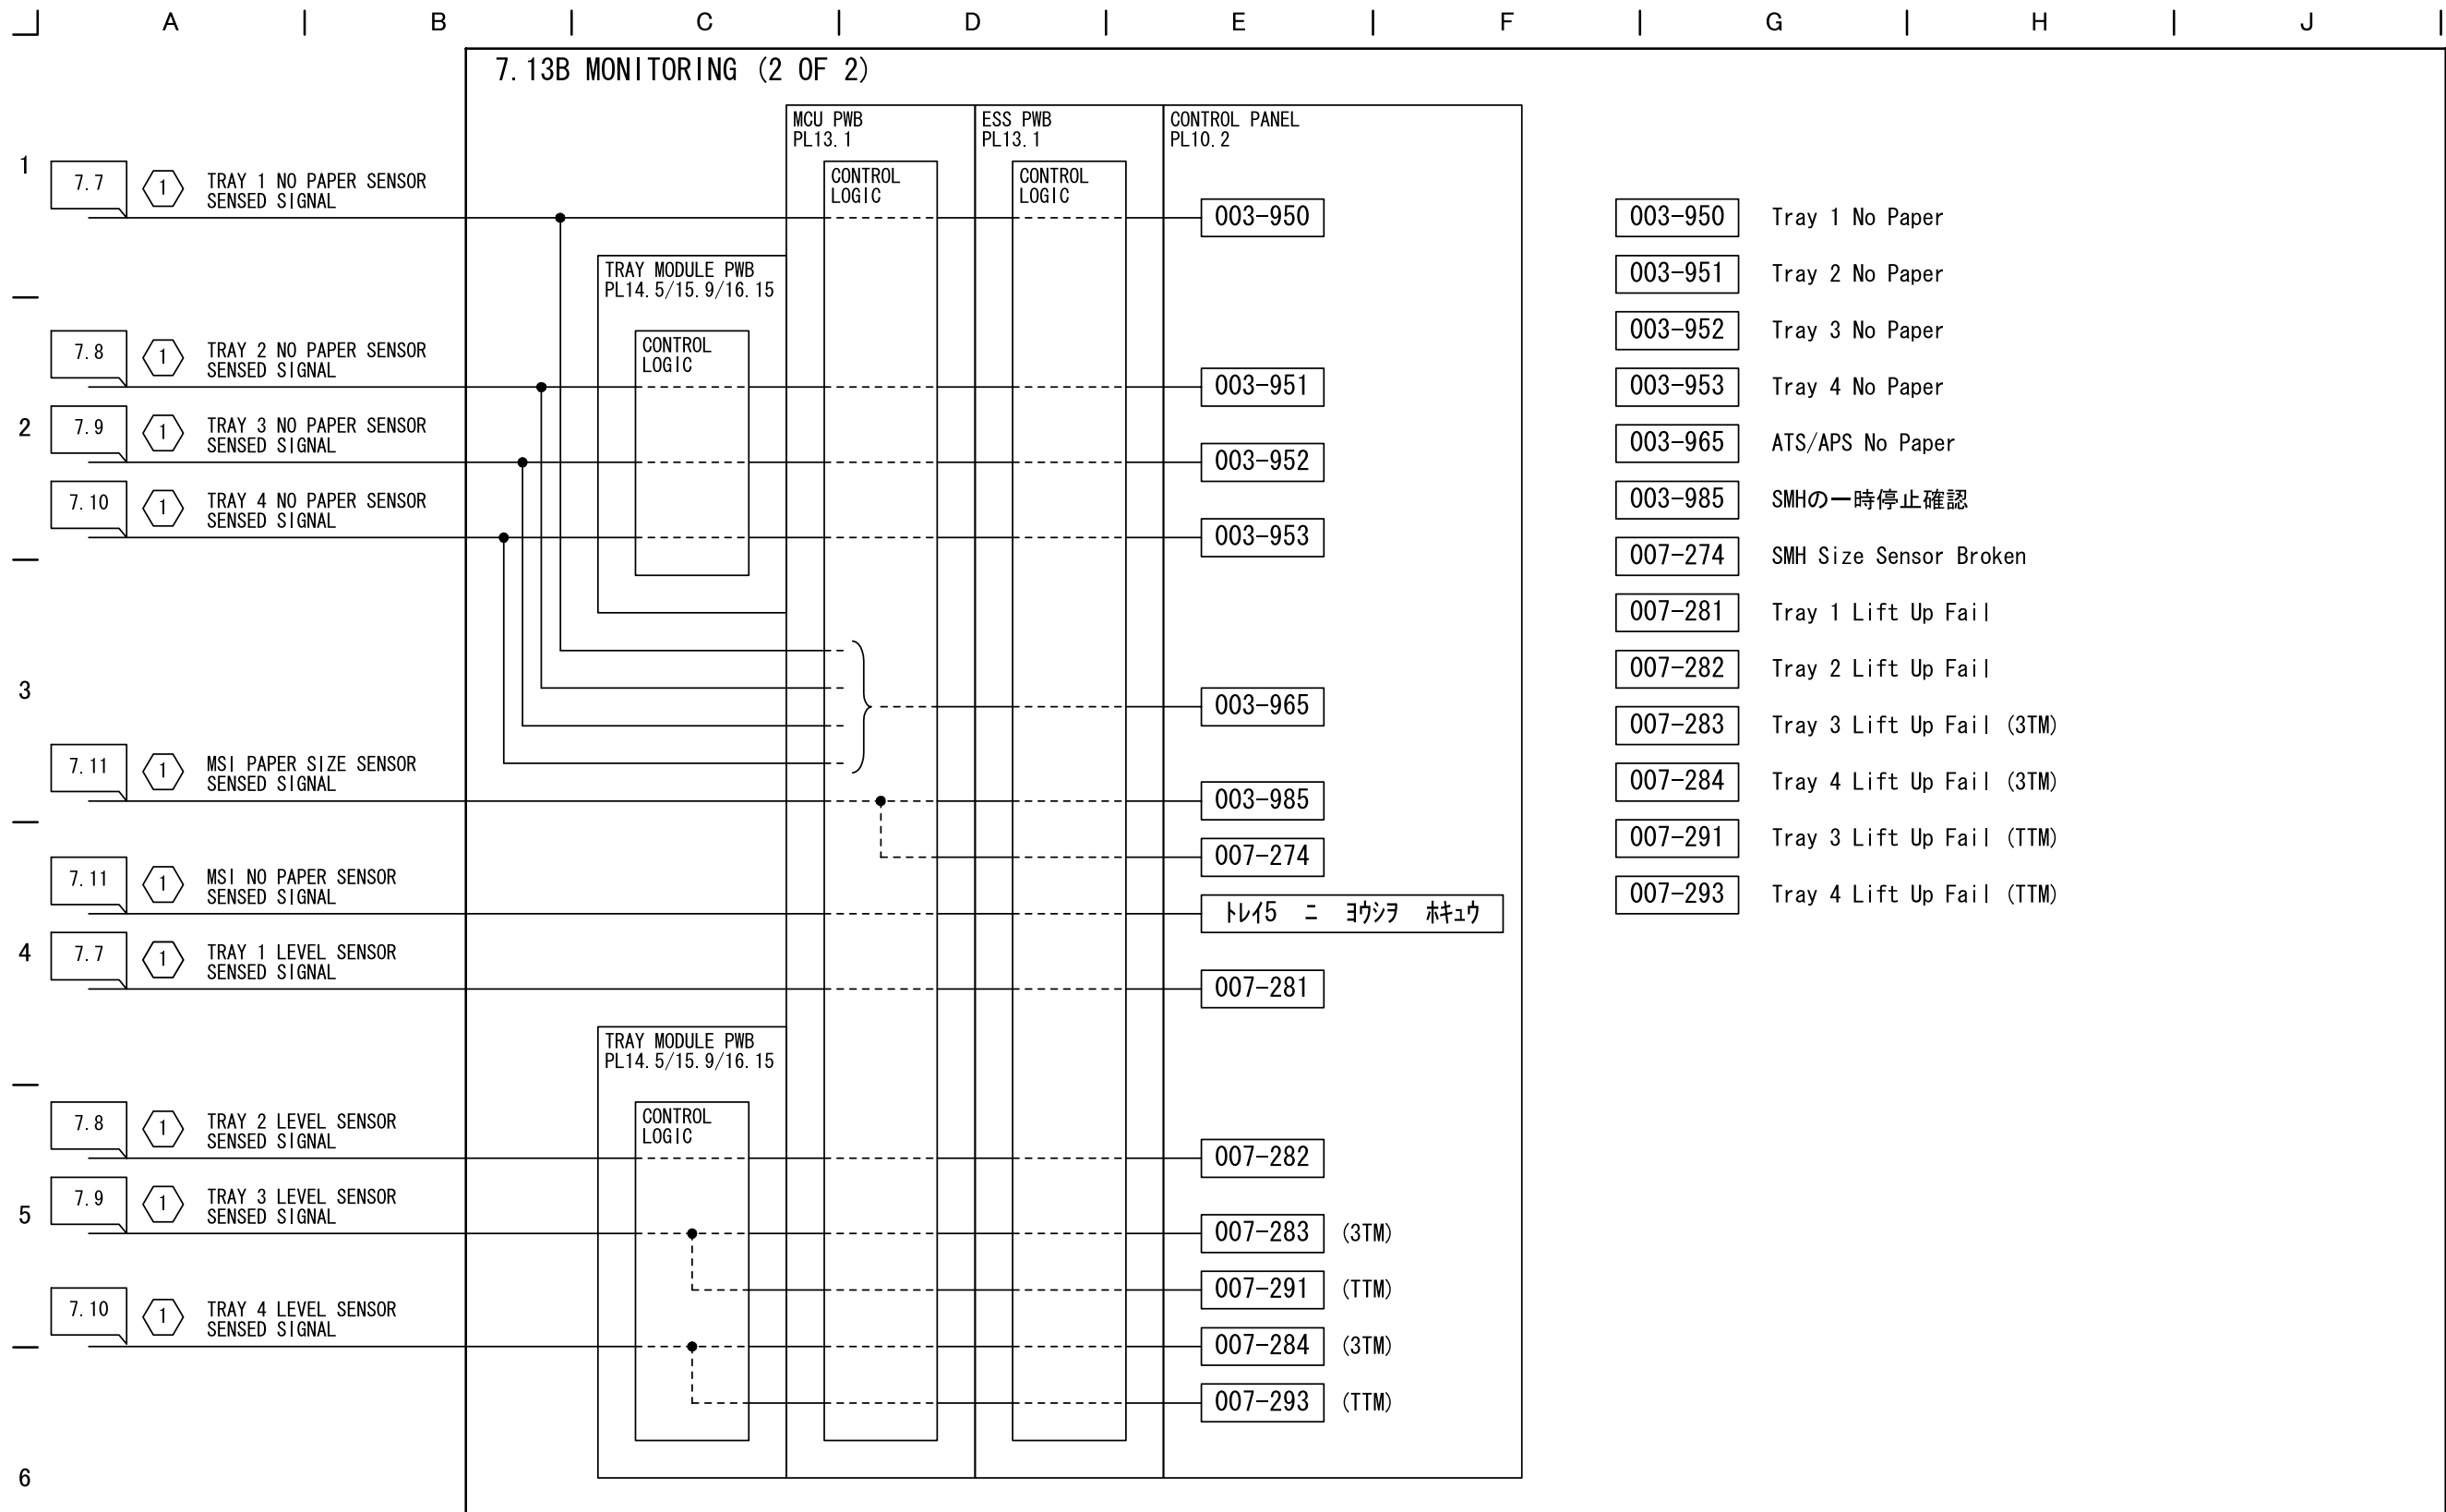 A B C D E F G H J
7.13B MONITORING (2 OF 2)
MCU PWB
PL13.1
ESS PWB
PL13.1
CONTROL PANEL
PL10.2
1
7.7
1
TRAY 1 NO PAPER SENSOR
SENSED SIGNAL
CONTROL
LOGIC
CONTROL
LOGIC
003-950
003-950 Tray 1 No Paper
TRAY MODULE PWB
PL14.5/15.9/16.15
003-951 Tray 2 No Paper
003-952 Tray 3 No Paper
7.8
1
TRAY 2 NO PAPER SENSOR
SENSED SIGNAL
CONTROL
LOGIC
003-951
003-953 Tray 4 No Paper
2
7.9
1
TRAY 3 NO PAPER SENSOR
SENSED SIGNAL
003-952
003-965 ATS/APS No Paper
7.10
1
TRAY 4 NO PAPER SENSOR
SENSED SIGNAL
003-953
003-985 SMHの一時停止確認
007-274 SMH Size Sensor Broken
007-281 Tray 1 Lift Up Fail
007-282 Tray 2 Lift Up Fail
3
003-965
007-283 Tray 3 Lift Up Fail (3TM)
7.11
1
MSI PAPER SIZE SENSOR
SENSED SIGNAL
003-985
007-284 Tray 4 Lift Up Fail (3TM)
007-274
007-291 Tray 3 Lift Up Fail (TTM)
7.11
1
MSI NO PAPER SENSOR
SENSED SIGNAL
ﾄﾚｲ5 ﾆ ﾖｳｼｦ ﾎｷｭｳ
007-293 Tray 4 Lift Up Fail (TTM)
4
7.7
1
TRAY 1 LEVEL SENSOR
SENSED SIGNAL
007-281
TRAY MODULE PWB
PL14.5/15.9/16.15
7.8
1
TRAY 2 LEVEL SENSOR
SENSED SIGNAL
CONTROL
LOGIC
007-282
5
7.9
1
TRAY 3 LEVEL SENSOR
SENSED SIGNAL
007-283 (3TM)
007-291 (TTM)
7.10
1
TRAY 4 LEVEL SENSOR
SENSED SIGNAL
007-284 (3TM)
007-293 (TTM)
6